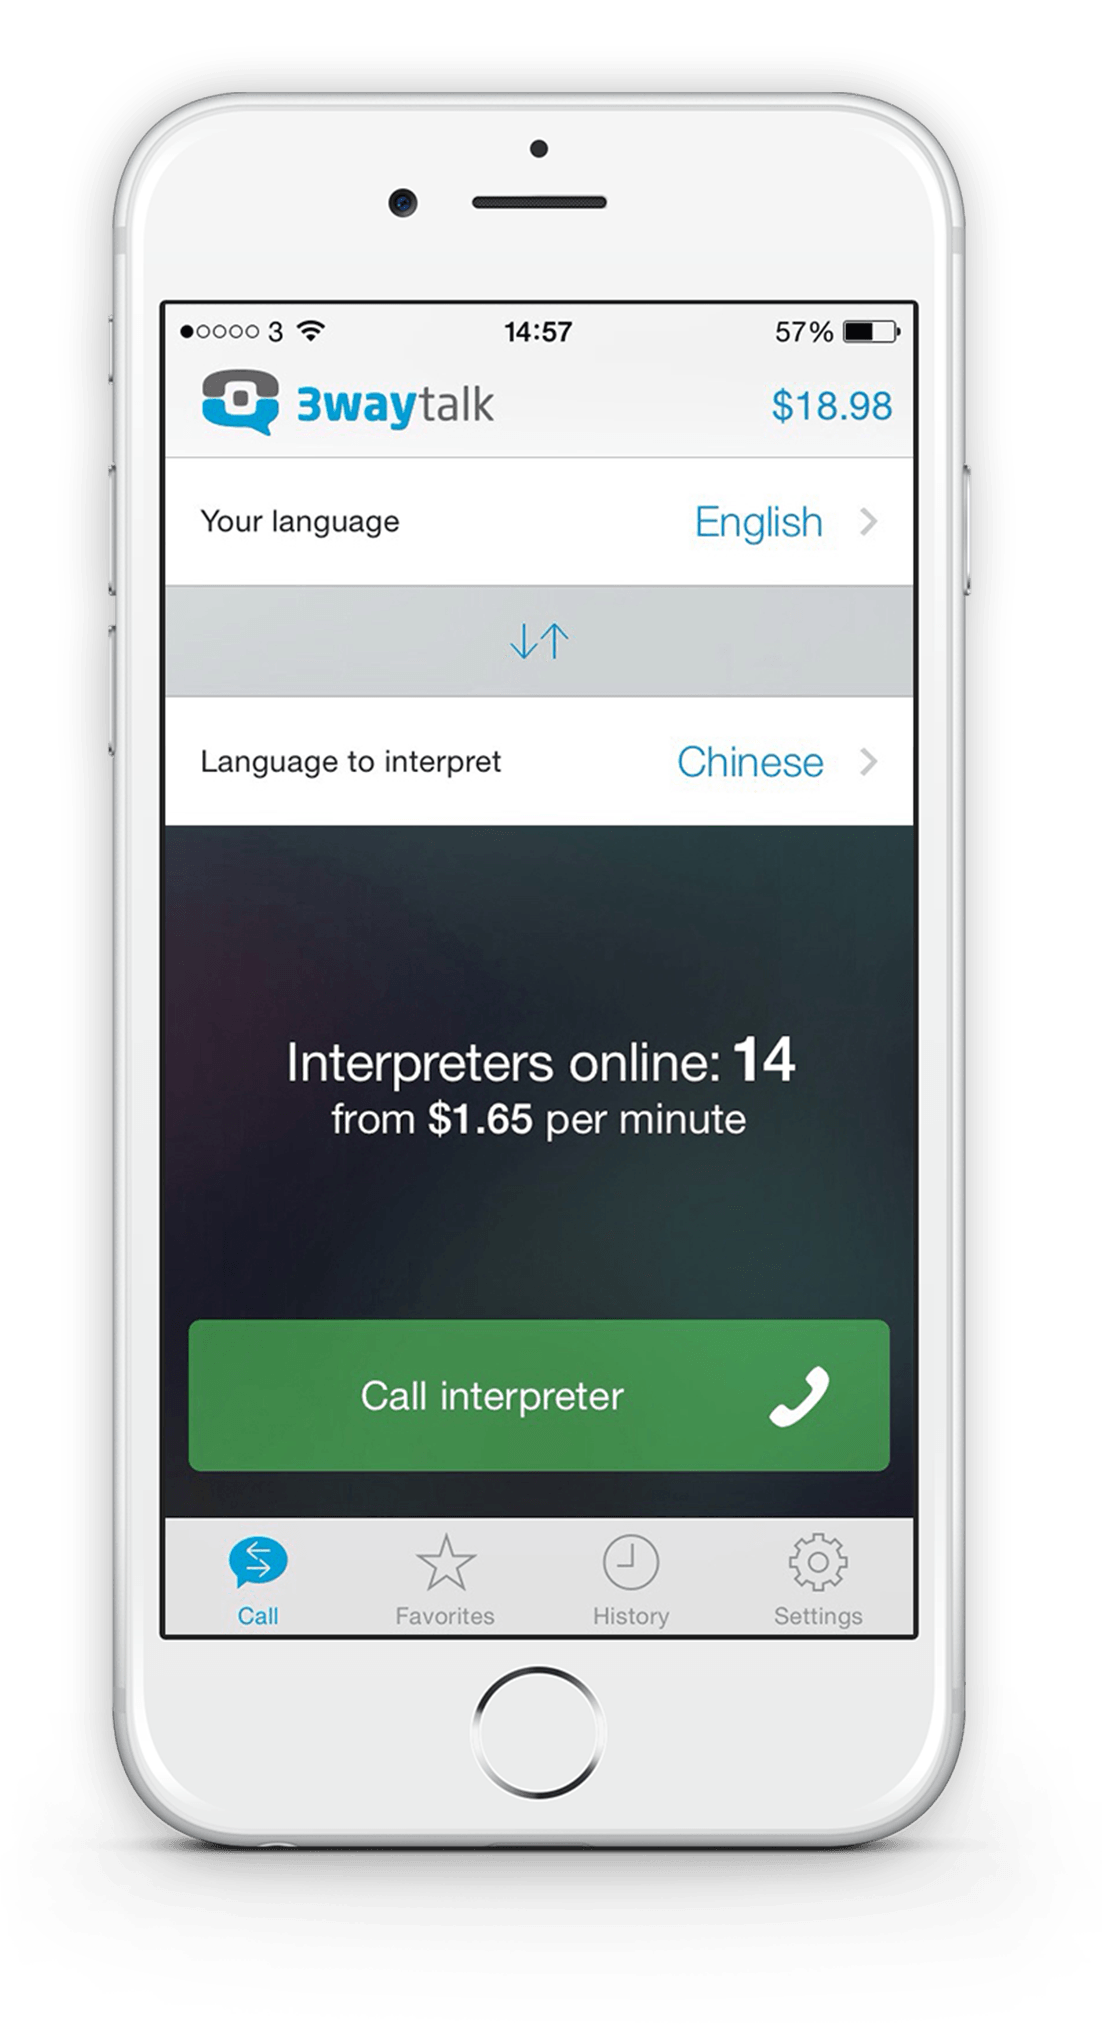 3 14:57 57%
3waytalk $18.98
Your language English
Language to interpret Chinese
Interpreters online: 14
from $1.65 per minute
Call interpreter
Call Favorites History Settings